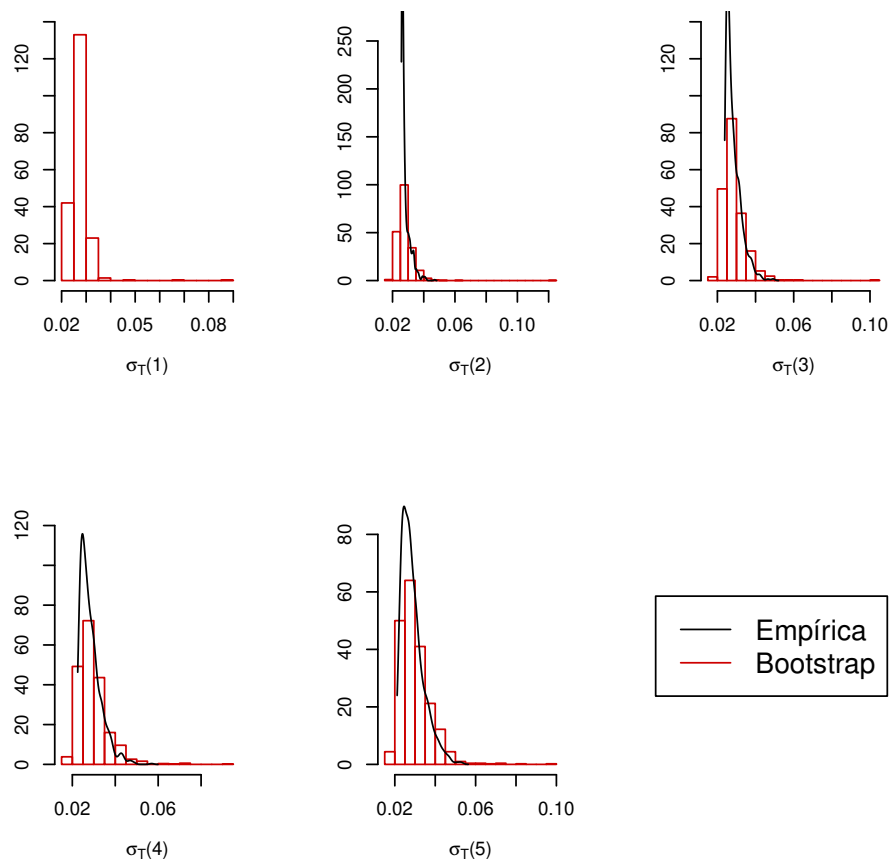 0 20 40 60 80 120
0.02 0.05 0.08
σT(1)
0 50 100 150 200 250
0.02 0.06 0.10
σT(2)
0 20 40 60 80 120
0.02 0.06 0.10
σT(3)
0 20 40 60 80 120
0.02 0.06
σT(4)
0 20 40 60 80
0.02 0.06 0.10
σT(5)
Empírica
Bootstrap